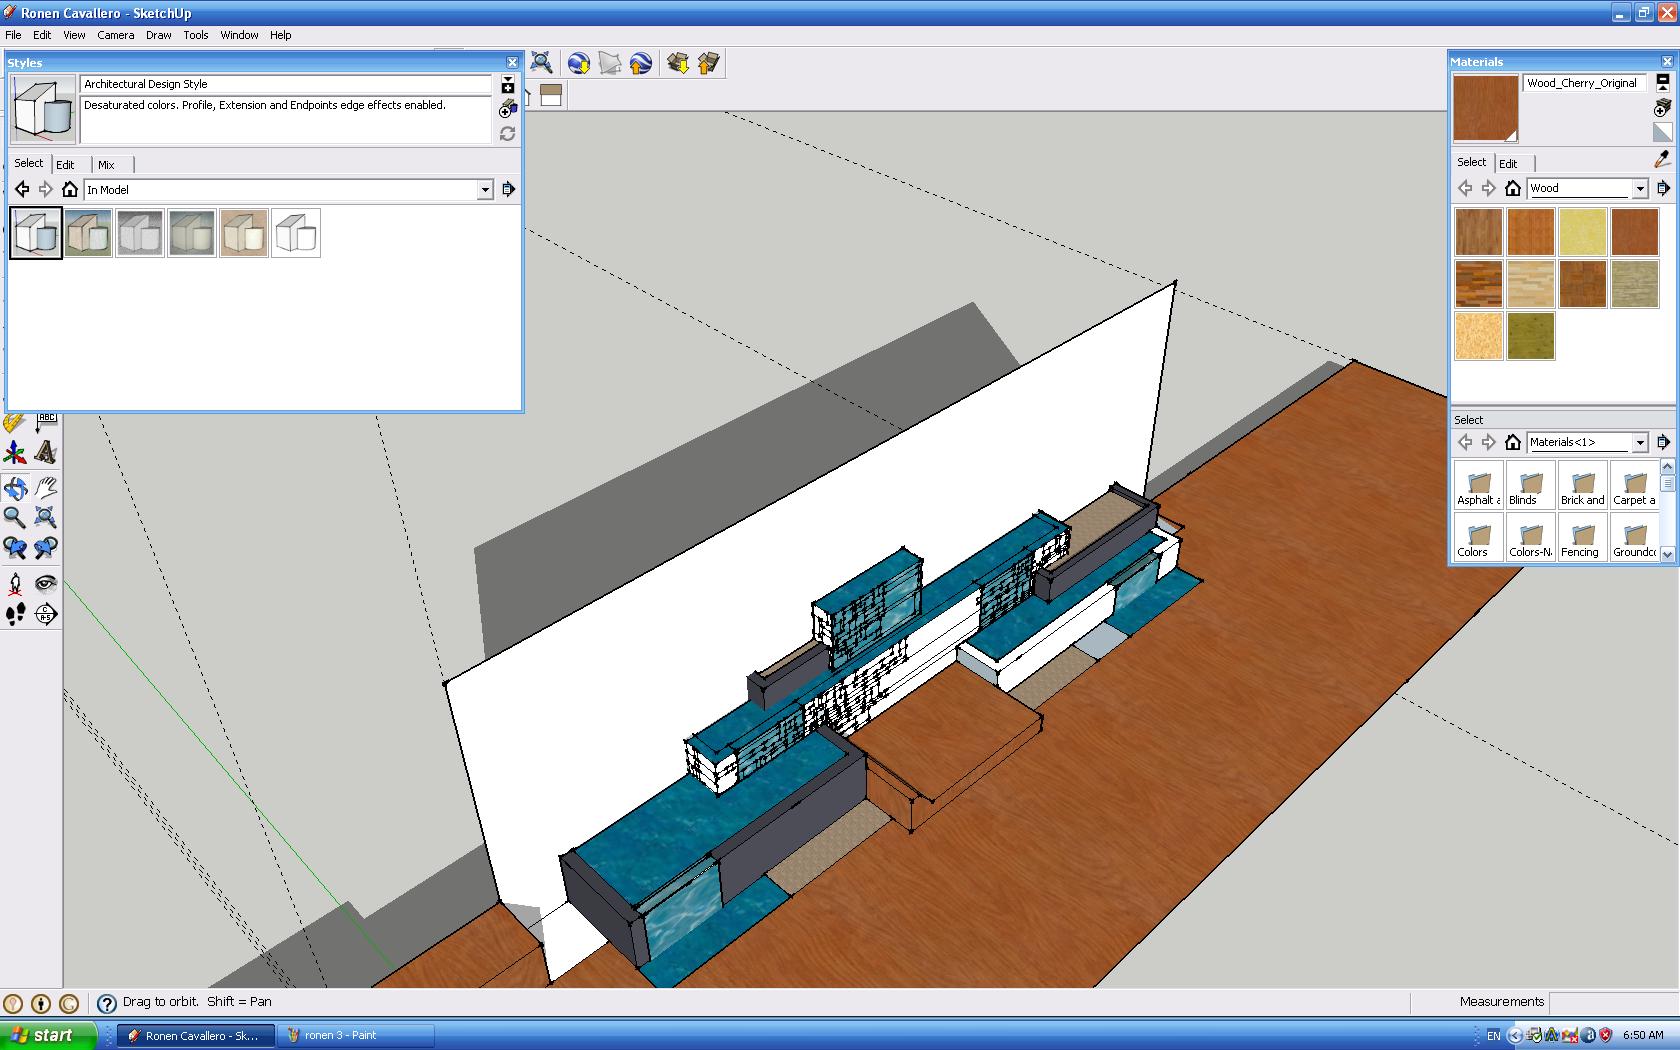 Ronen Cavallero - SketchUp
File Edit View Camera Draw Tools Window Help
Styles
Architectural Design Style
Desaturated colors. Profile, Extension and Endpoints edge effects enabled.
Select Edit Mix
In Model
Materials
Wood_Cherry_Original
Select Edit
Wood
Select
Materials<1>
Asphalt a Blinds Brick and Carpet a
Colors Colors-N Fencing Groundc
ABC
Drag to orbit. Shift = Pan
Measurements
start
Ronen Cavallero - Sk...
ronen 3 - Paint
EN
6:50 AM